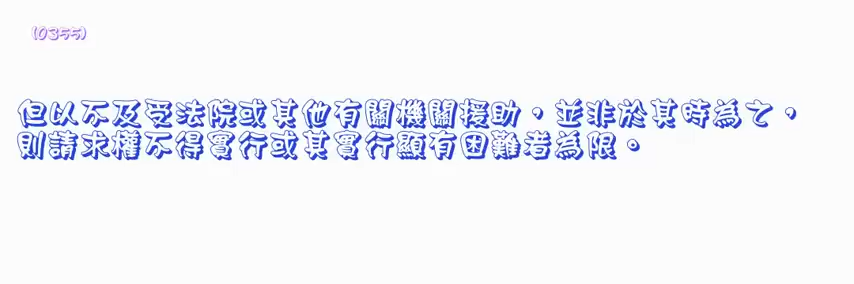 (0355)
但以不及受法院或其他有關機關援助，並非於其時為之，
則請求權不得實行或其實行顯有困難者為限。